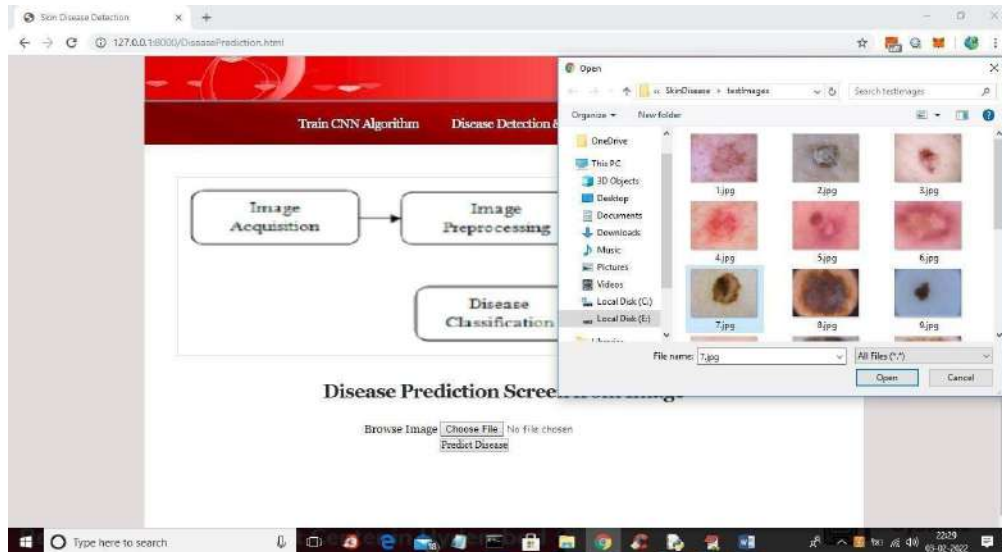 Skin Disease Detection
127.0.0.1:8000/DiseasePrediction.html
Train CNN Algorithm
Disease Detection &
Image
Acquisition
Image
Preprocessing
Disease
Classification
Disease Prediction Screen from Image
Browse Image Choose File No file chosen
Predict Disease
Open
« SkinDisease > testImages
Search testImages
Organize
New folder
OneDrive
This PC
3D Objects
Desktop
Documents
Downloads
Music
Pictures
Videos
Local Disk (C:)
Local Disk (E:)
1.jpg
2.jpg
3.jpg
4.jpg
5.jpg
6.jpg
7.jpg
8.jpg
9.jpg
File name: 7.jpg
All Files (*.*)
Open
Cancel
Type here to search
22:29
05-02-2022